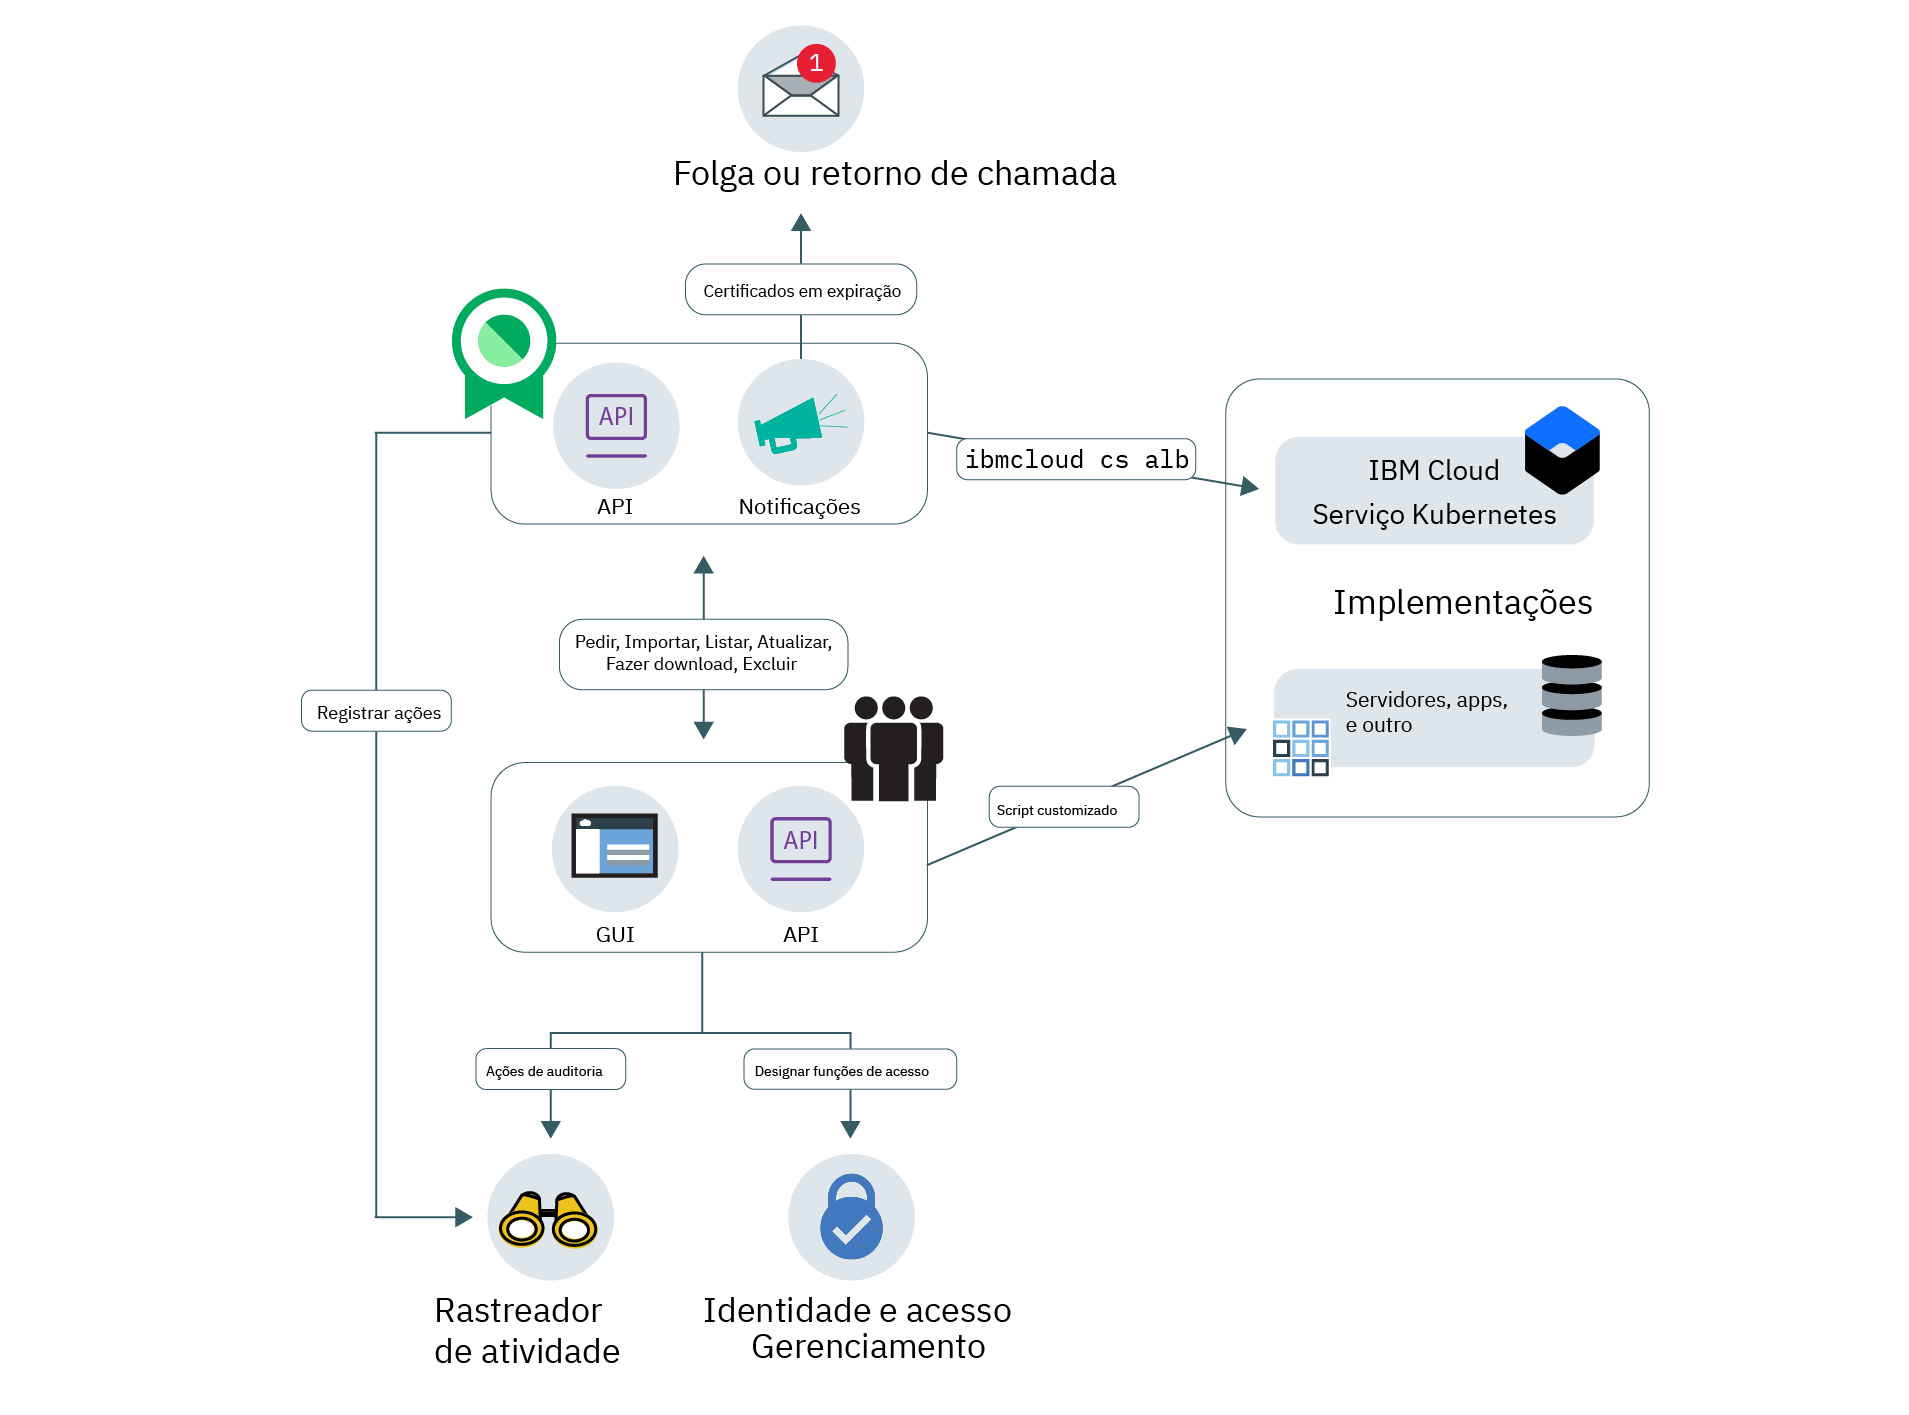 1
Folga ou retorno de chamada
Certificados em expiração
API
API
Notificações
ibmcloud cs alb
IBM Cloud
Serviço Kubernetes
Implementações
Servidores, apps,
e outro
Pedir, Importar, Listar, Atualizar,
Fazer download, Excluir
Registrar ações
Script customizado
API
GUI
API
Ações de auditoria
Designar funções de acesso
Rastreador
de atividade
Identidade e acesso
Gerenciamento